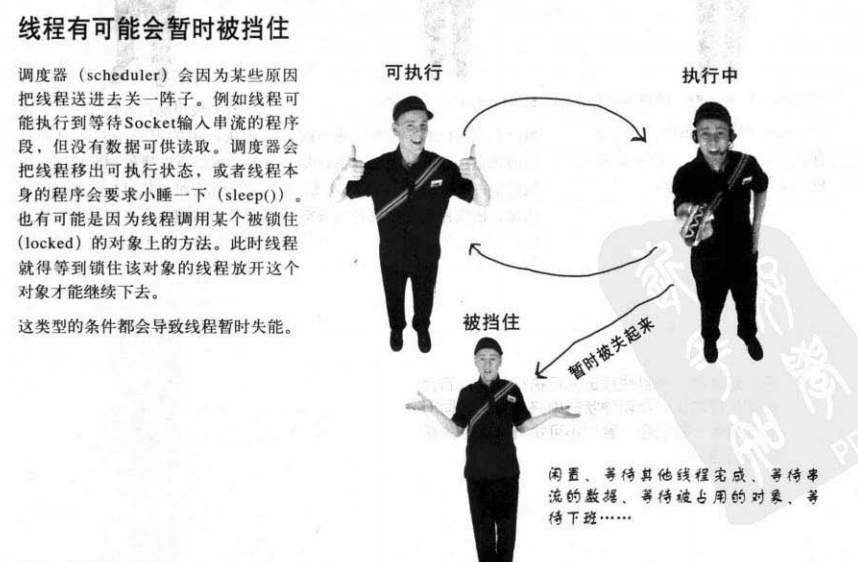 线程有可能会暂时被挡住
调度器（scheduler）会因为某些原因
把线程送进去关一阵子。例如线程可
能执行到等待Socket输入串流的程序
段，但没有数据可供读取。调度器会
把线程移出可执行状态，或者线程本
身的程序会要求小睡一下（sleep()）。
也有可能是因为线程调用某个被锁住
(locked）的对象上的方法。此时线程
就得等到锁住该对象的线程放开这个
对象才能继续下去。
这类型的条件都会导致线程暂时失能。
可执行
执行中
被挡住
暂时被关起来
闲置、等待其他线程完成、等待串
流的数据、等待被占用的对象、等
待下班……
PD